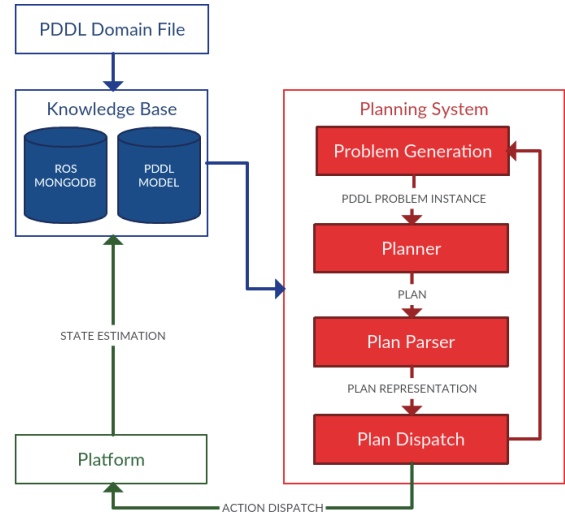 PDDL Domain File
Knowledge Base
ROS
MONGODB
PDDL
MODEL
Planning System
Problem Generation
PDDL PROBLEM INSTANCE
Planner
PLAN
Plan Parser
PLAN REPRESENTATION
Plan Dispatch
STATE ESTIMATION
Platform
ACTION DISPATCH